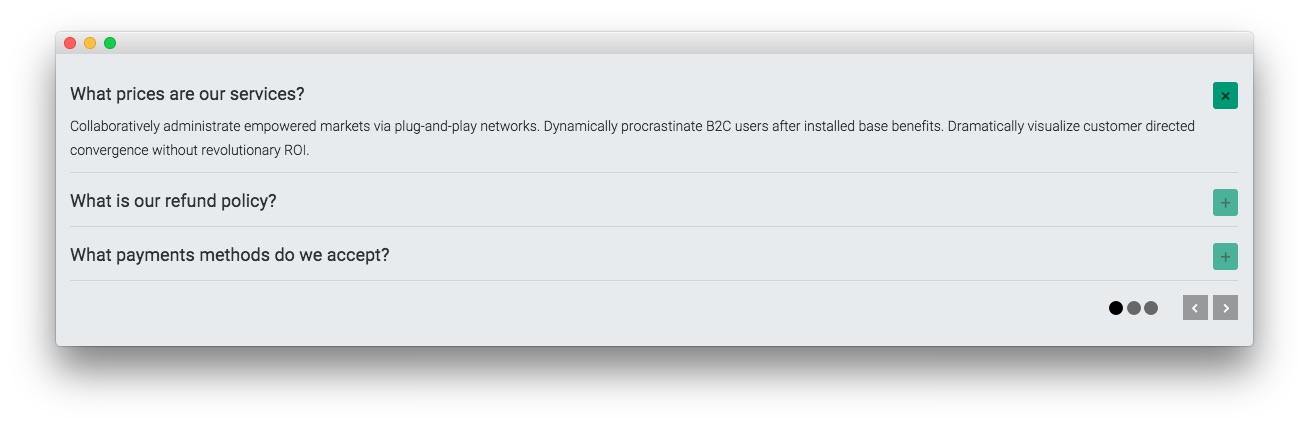 What prices are our services?
Collaboratively administrate empowered markets via plug-and-play networks. Dynamically procrastinate B2C users after installed base benefits. Dramatically visualize customer directed
convergence without revolutionary ROI.
What is our refund policy?
What payments methods do we accept?